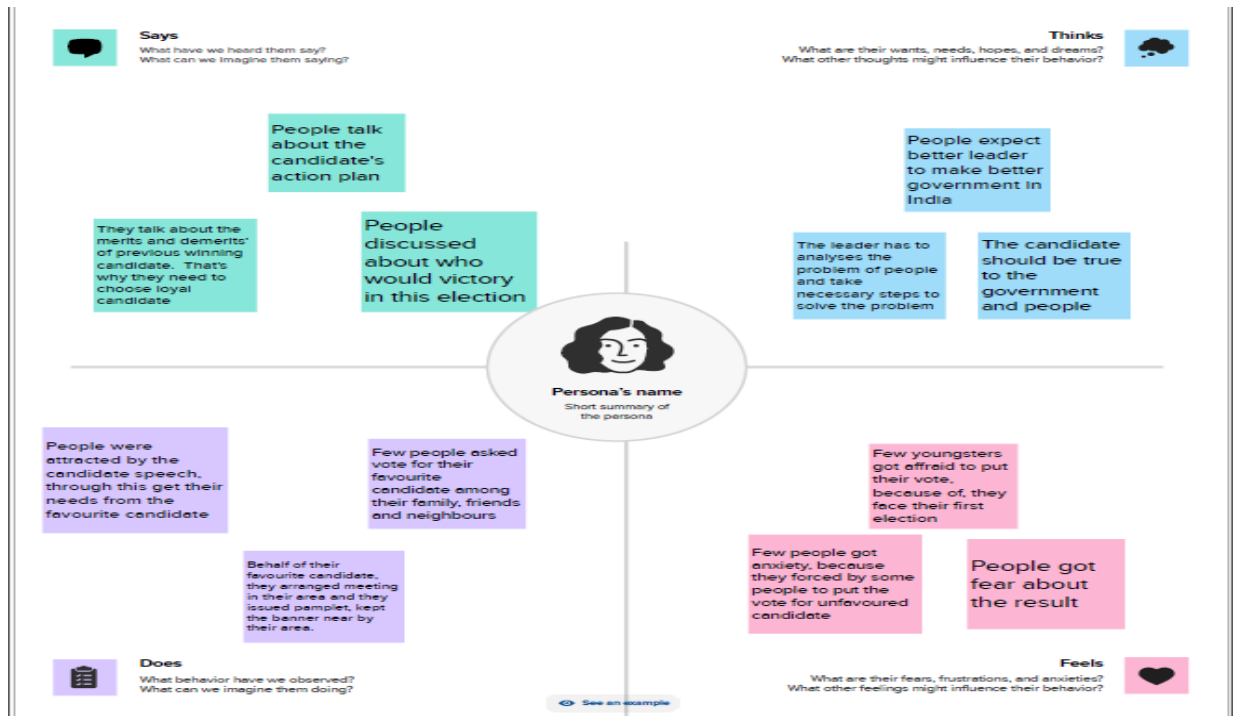 Says
What have we heard them say?
What can we imagine them saying?
Thinks
What are their wants, needs, hopes, and dreams?
What other thoughts might influence their behavior?
People talk
about the
candidate's
action plan
They talk about the
merits and demerits'
of previous winning
candidate. That's
why they need to
choose loyal
candidate
People
discussed
about who
would victory
in this election
People expect
better leader
to make better
government in
India
The leader has to
analyses the
problem of people
and take
necessary steps to
solve the problem
The candidate
should be true
to the
government
and people
Persona's name
Short summary of
the persona
People were
attracted by the
candidate speech,
through this get their
needs from the
favourite candidate
Few people asked
vote for their
favourite
candidate among
their family, friends
and neighbours
Behalf of their
favourite candidate,
they arranged meeting
in their area and they
issued pamplet, kept
the banner near by
their area.
Few youngsters
got affraid to put
their vote,
because of, they
face their first
election
Few people got
anxiety, because
they forced by some
people to put the
vote for unfavoured
candidate
People got
fear about
the result
Does
What behavior have we observed?
What can we imagine them doing?
Feels
What are their fears, frustrations, and anxieties?
What other feelings might influence their behavior?
See an example